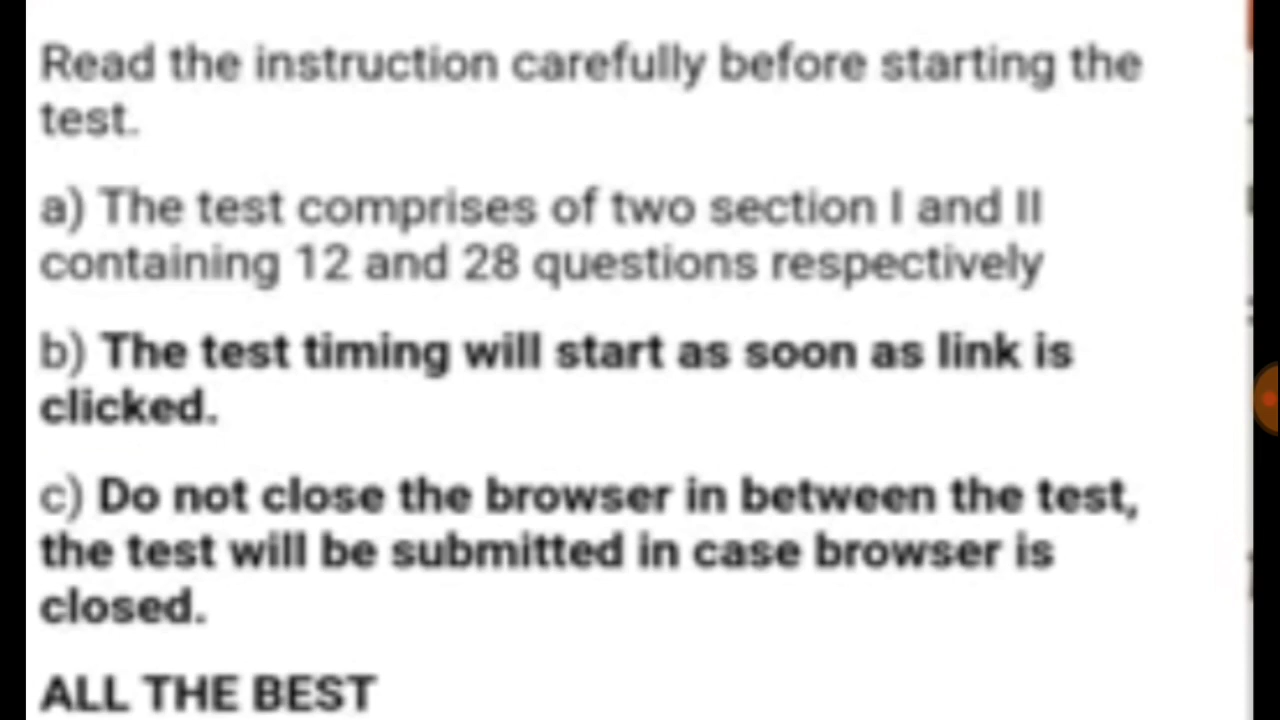 Read the instruction carefully before starting the
test.
a) The test comprises of two section I and II
containing 12 and 28 questions respectively
b) The test timing will start as soon as link is
clicked.
c) Do not close the browser in between the test,
the test will be submitted in case browser is
closed.
ALL THE BEST